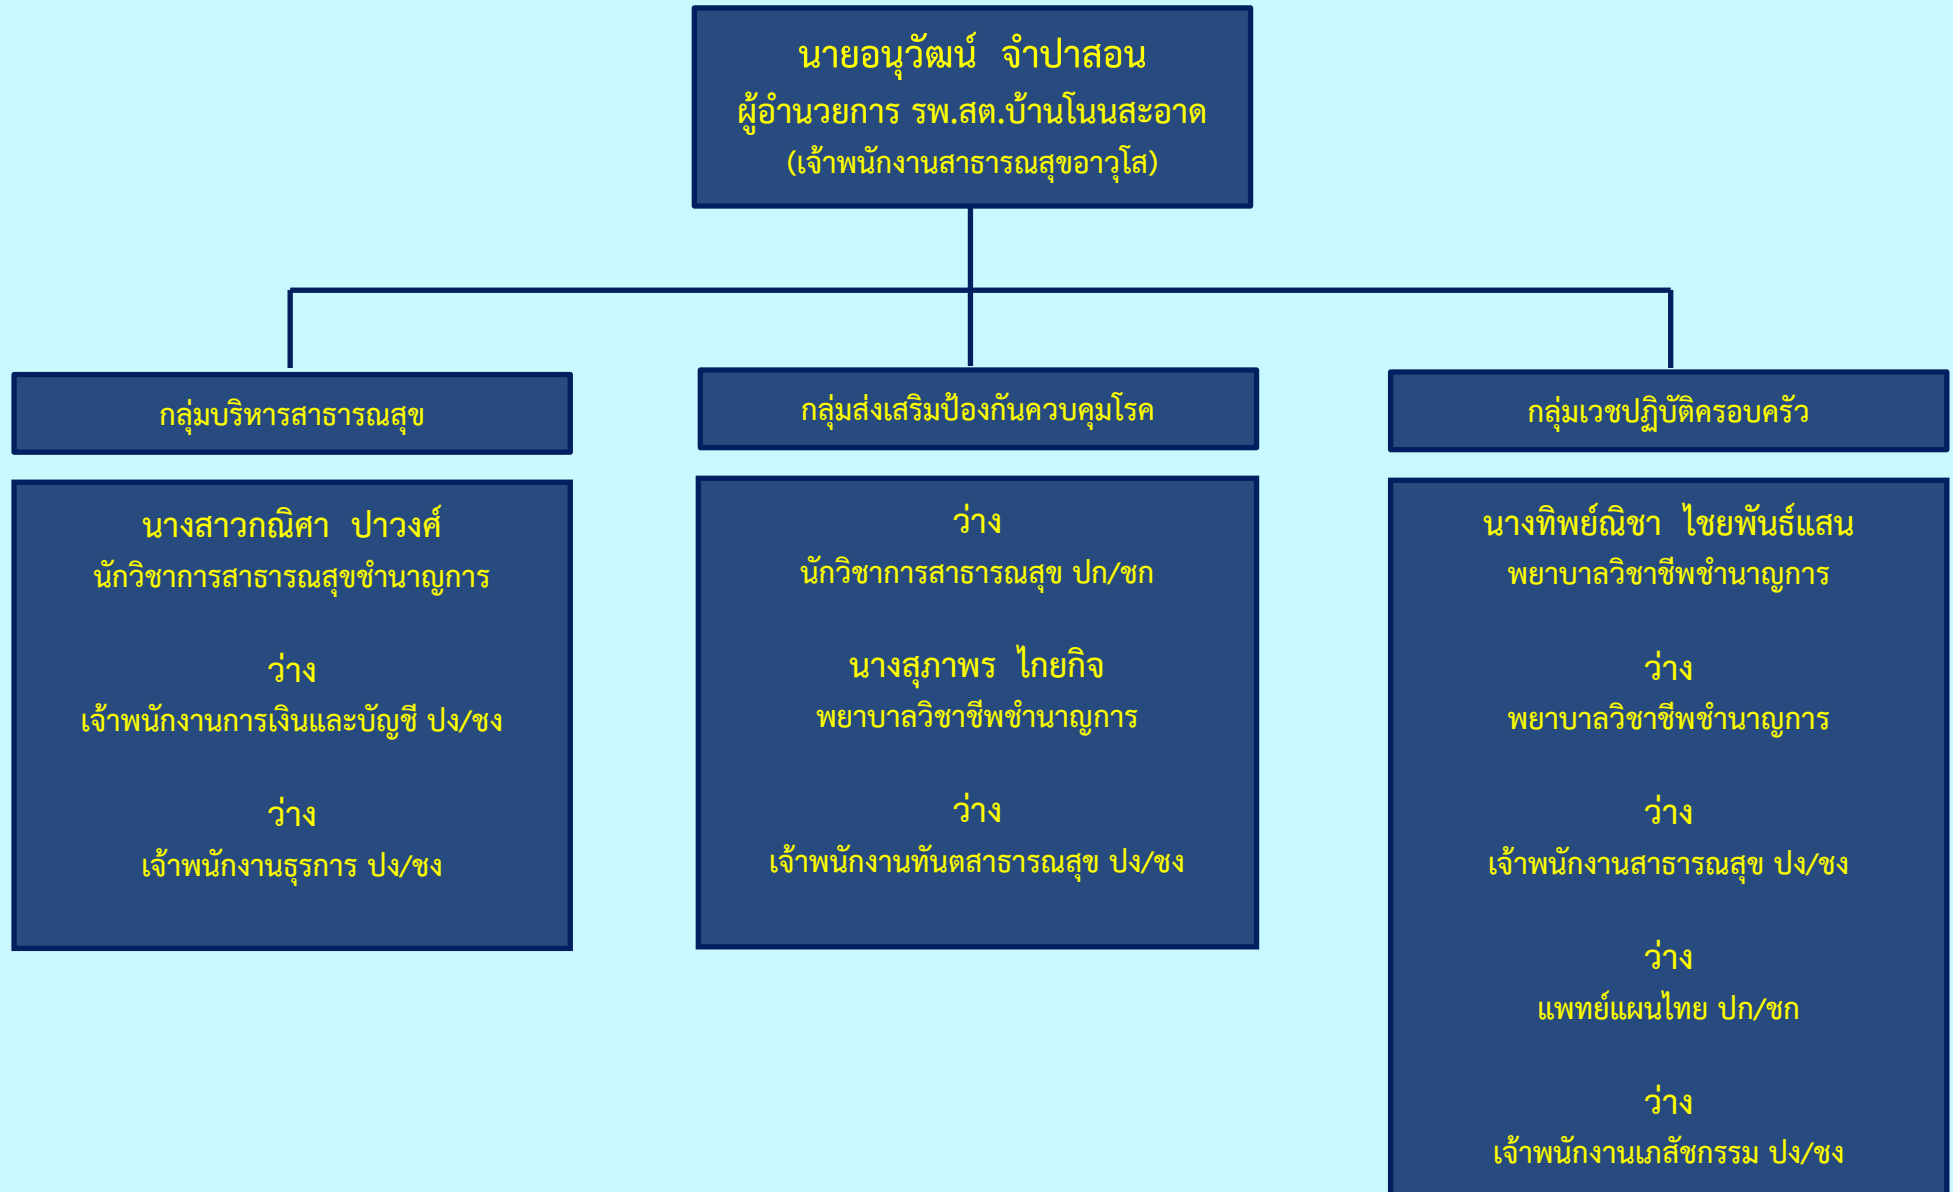 นายอนุวัฒน์ จำปาสอน
ผู้อำนวยการ รพ.สต.บ้านโนนสะอาด
(เจ้าพนักงานสาธารณสุขอาวุโส)
กลุ่มบริหารสาธารณสุข
นางสาวกณิศา ปาวงศ์
นักวิชาการสาธารณสุขชำนาญการ
ว่าง
เจ้าพนักงานการเงินและบัญชี ปง/ชง
ว่าง
เจ้าพนักงานธุรการ ปง/ชง
กลุ่มส่งเสริมป้องกันควบคุมโรค
ว่าง
นักวิชาการสาธารณสุข ปก/ชก
นางสุภาพร ไกยกิจ
พยาบาลวิชาชีพชำนาญการ
ว่าง
เจ้าพนักงานทันตสาธารณสุข ปง/ชง
กลุ่มเวชปฏิบัติครอบครัว
นางทิพย์ณิชา ไชยพันธ์แสน
พยาบาลวิชาชีพชำนาญการ
ว่าง
พยาบาลวิชาชีพชำนาญการ
ว่าง
เจ้าพนักงานสาธารณสุข ปง/ชง
ว่าง
แพทย์แผนไทย ปก/ชก
ว่าง
เจ้าพนักงานเภสัชกรรม ปง/ชง